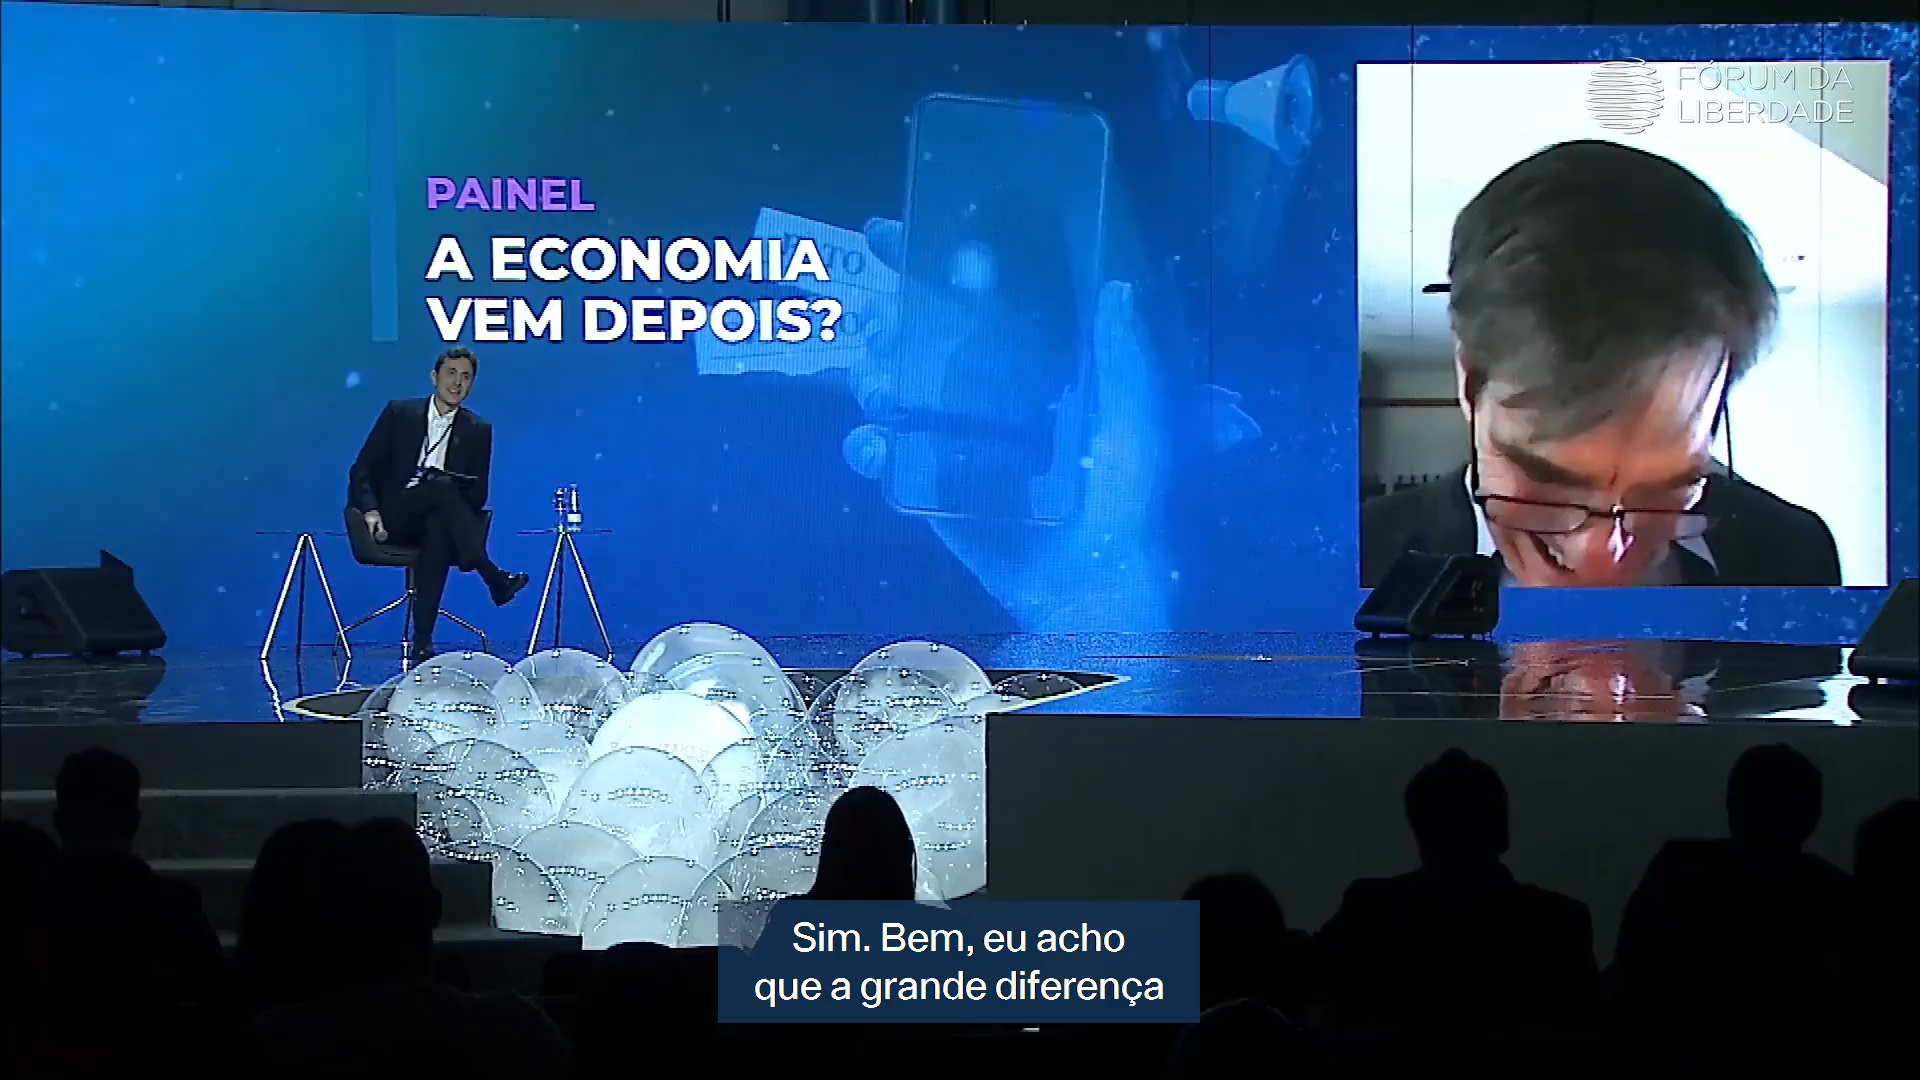 FÓRUM DA
LIBERDADE
PAINEL
A ECONOMIA
VEM DEPOIS?
Sim. Bem, eu acho
que a grande diferença